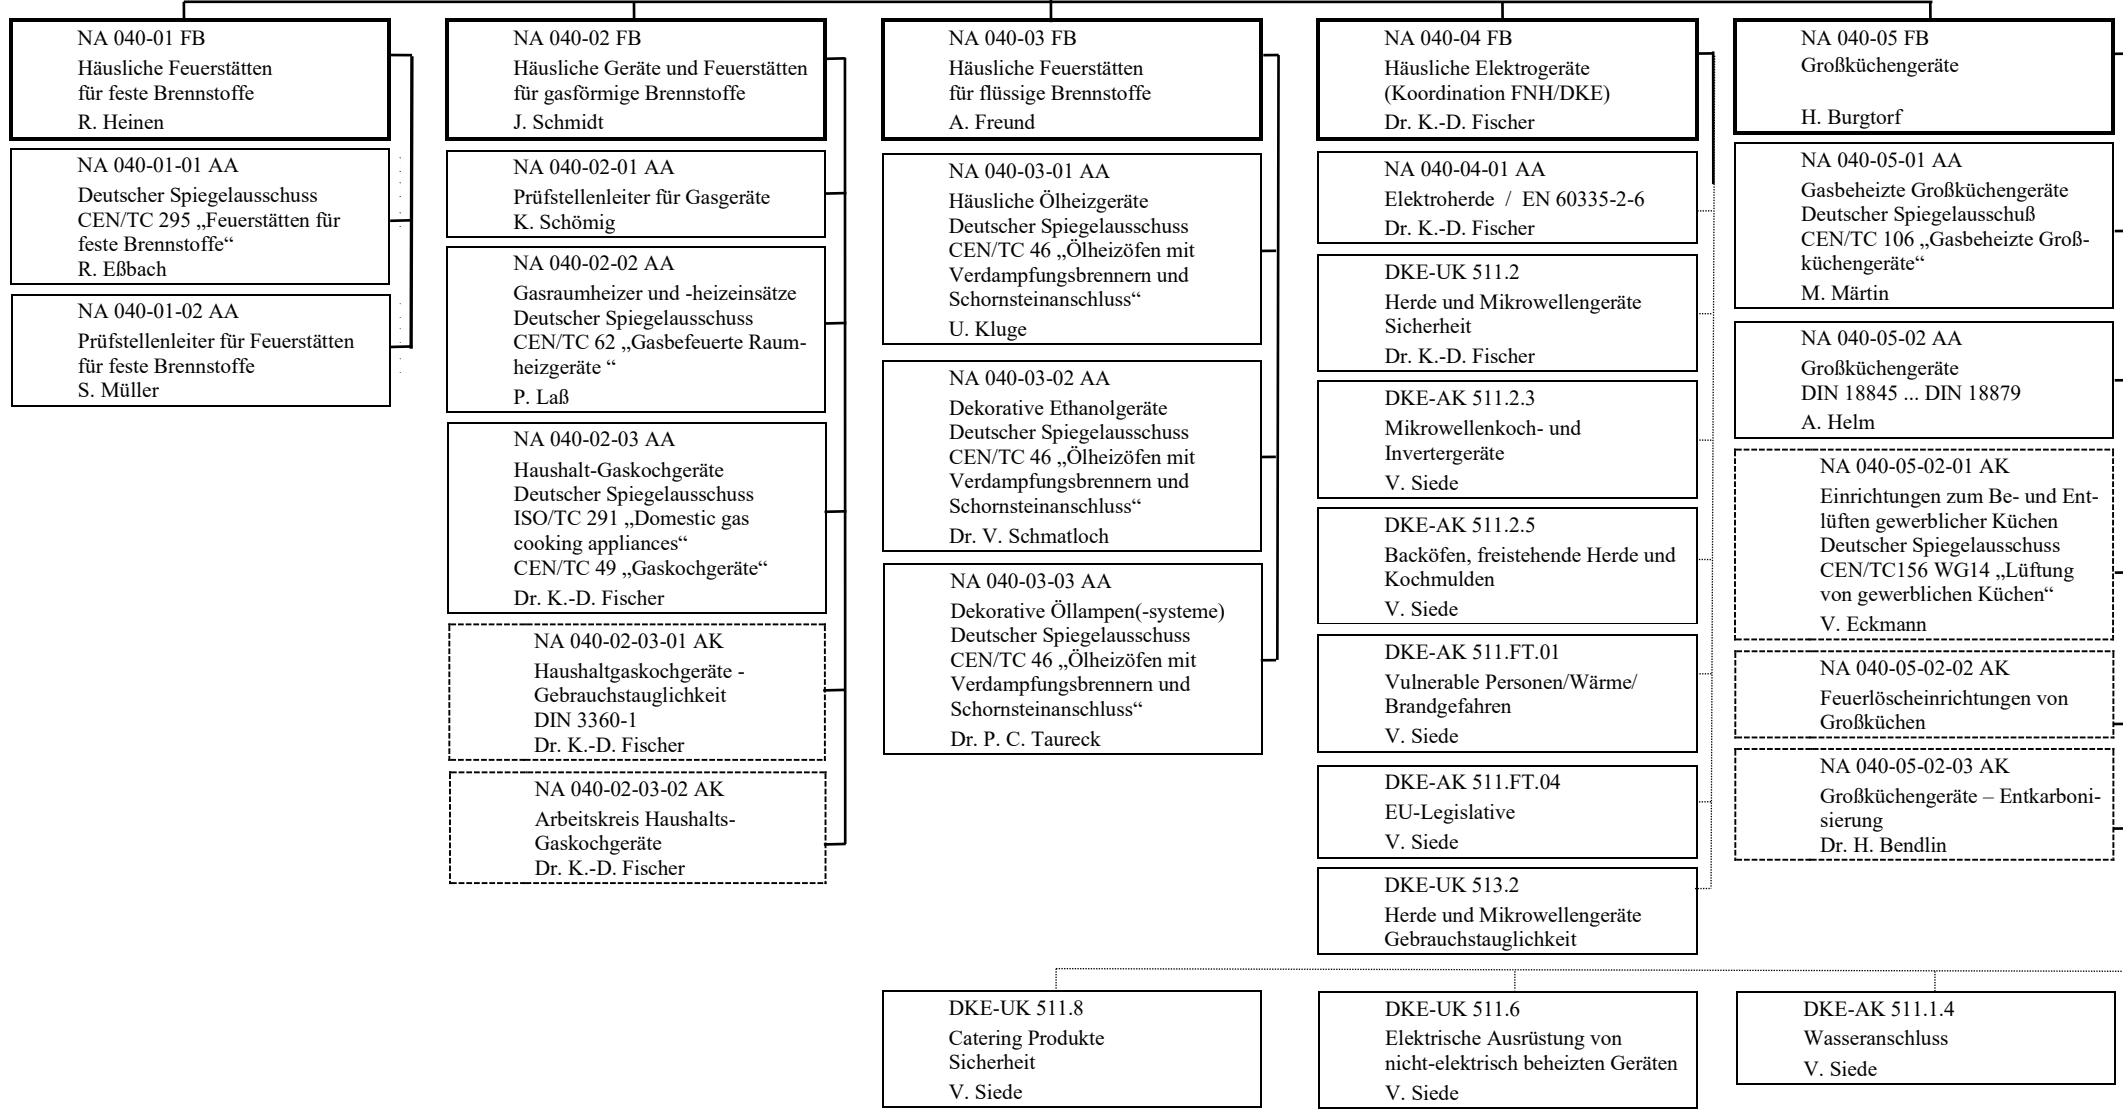 NA 040-01 FB
Häusliche Feuerstätten
für feste Brennstoffe
R. Heinen
NA 040-01-01 AA
Deutscher Spiegelausschuss
CEN/TC 295 „Feuerstätten für
feste Brennstoffe“
R. Eßbach
NA 040-01-02 AA
Prüfstellenleiter für Feuerstätten
für feste Brennstoffe
S. Müller
NA 040-02 FB
Häusliche Geräte und Feuerstätten
für gasförmige Brennstoffe
J. Schmidt
NA 040-02-01 AA
Prüfstellenleiter für Gasgeräte
K. Schömig
NA 040-02-02 AA
Gasraumheizer und -heizeinsätze
Deutscher Spiegelausschuss
CEN/TC 62 „Gasbefeuerte Raum-
heizgeräte “
P. Laß
NA 040-02-03 AA
Haushalt-Gaskochgeräte
Deutscher Spiegelausschuss
ISO/TC 291 „Domestic gas
cooking appliances“
CEN/TC 49 „Gaskochgeräte“
Dr. K.-D. Fischer
NA 040-02-03-01 AK
Haushaltgaskochgeräte -
Gebrauchstauglichkeit
DIN 3360-1
Dr. K.-D. Fischer
NA 040-02-03-02 AK
Arbeitskreis Haushalts-
Gaskochgeräte
Dr. K.-D. Fischer
NA 040-03 FB
Häusliche Feuerstätten
für flüssige Brennstoffe
A. Freund
NA 040-03-01 AA
Häusliche Ölheizgeräte
Deutscher Spiegelausschuss
CEN/TC 46 „Ölheizöfen mit
Verdampfungsbrennern und
Schornsteinanschluss“
U. Kluge
NA 040-03-02 AA
Dekorative Ethanolgeräte
Deutscher Spiegelausschuss
CEN/TC 46 „Ölheizöfen mit
Verdampfungsbrennern und
Schornsteinanschluss“
Dr. V. Schmatloch
NA 040-03-03 AA
Dekorative Öllampen(-systeme)
Deutscher Spiegelausschuss
CEN/TC 46 „Ölheizöfen mit
Verdampfungsbrennern und
Schornsteinanschluss“
Dr. P. C. Taureck
NA 040-04 FB
Häusliche Elektrogeräte
(Koordination FNH/DKE)
Dr. K.-D. Fischer
NA 040-04-01 AA
Elektroherde / EN 60335-2-6
Dr. K.-D. Fischer
DKE-UK 511.2
Herde und Mikrowellengeräte
Sicherheit
Dr. K.-D. Fischer
DKE-AK 511.2.3
Mikrowellenkoch- und
Invertergeräte
V. Siede
DKE-AK 511.2.5
Backöfen, freistehende Herde und
Kochmulden
V. Siede
DKE-AK 511.FT.01
Vulnerable Personen/Wärme/
Brandgefahren
V. Siede
DKE-AK 511.FT.04
EU-Legislative
V. Siede
DKE-UK 513.2
Herde und Mikrowellengeräte
Gebrauchstauglichkeit
NA 040-05 FB
Großküchengeräte
H. Burgtorf
NA 040-05-01 AA
Gasbeheizte Großküchengeräte
Deutscher Spiegelausschuß
CEN/TC 106 „Gasbeheizte Groß-
küchengeräte“
M. Märtin
NA 040-05-02 AA
Großküchengeräte
DIN 18845 ... DIN 18879
A. Helm
NA 040-05-02-01 AK
Einrichtungen zum Be- und Ent-
lüften gewerblicher Küchen
Deutscher Spiegelausschuss
CEN/TC156 WG14 „Lüftung
von gewerblichen Küchen“
V. Eckmann
NA 040-05-02-02 AK
Feuerlöscheinrichtungen von
Großküchen
NA 040-05-02-03 AK
Großküchengeräte – Entkarboni-
sierung
Dr. H. Bendlin
DKE-UK 511.8
Catering Produkte
Sicherheit
V. Siede
DKE-UK 511.6
Elektrische Ausrüstung von
nicht-elektrisch beheizten Geräten
V. Siede
DKE-AK 511.1.4
Wasseranschluss
V. Siede